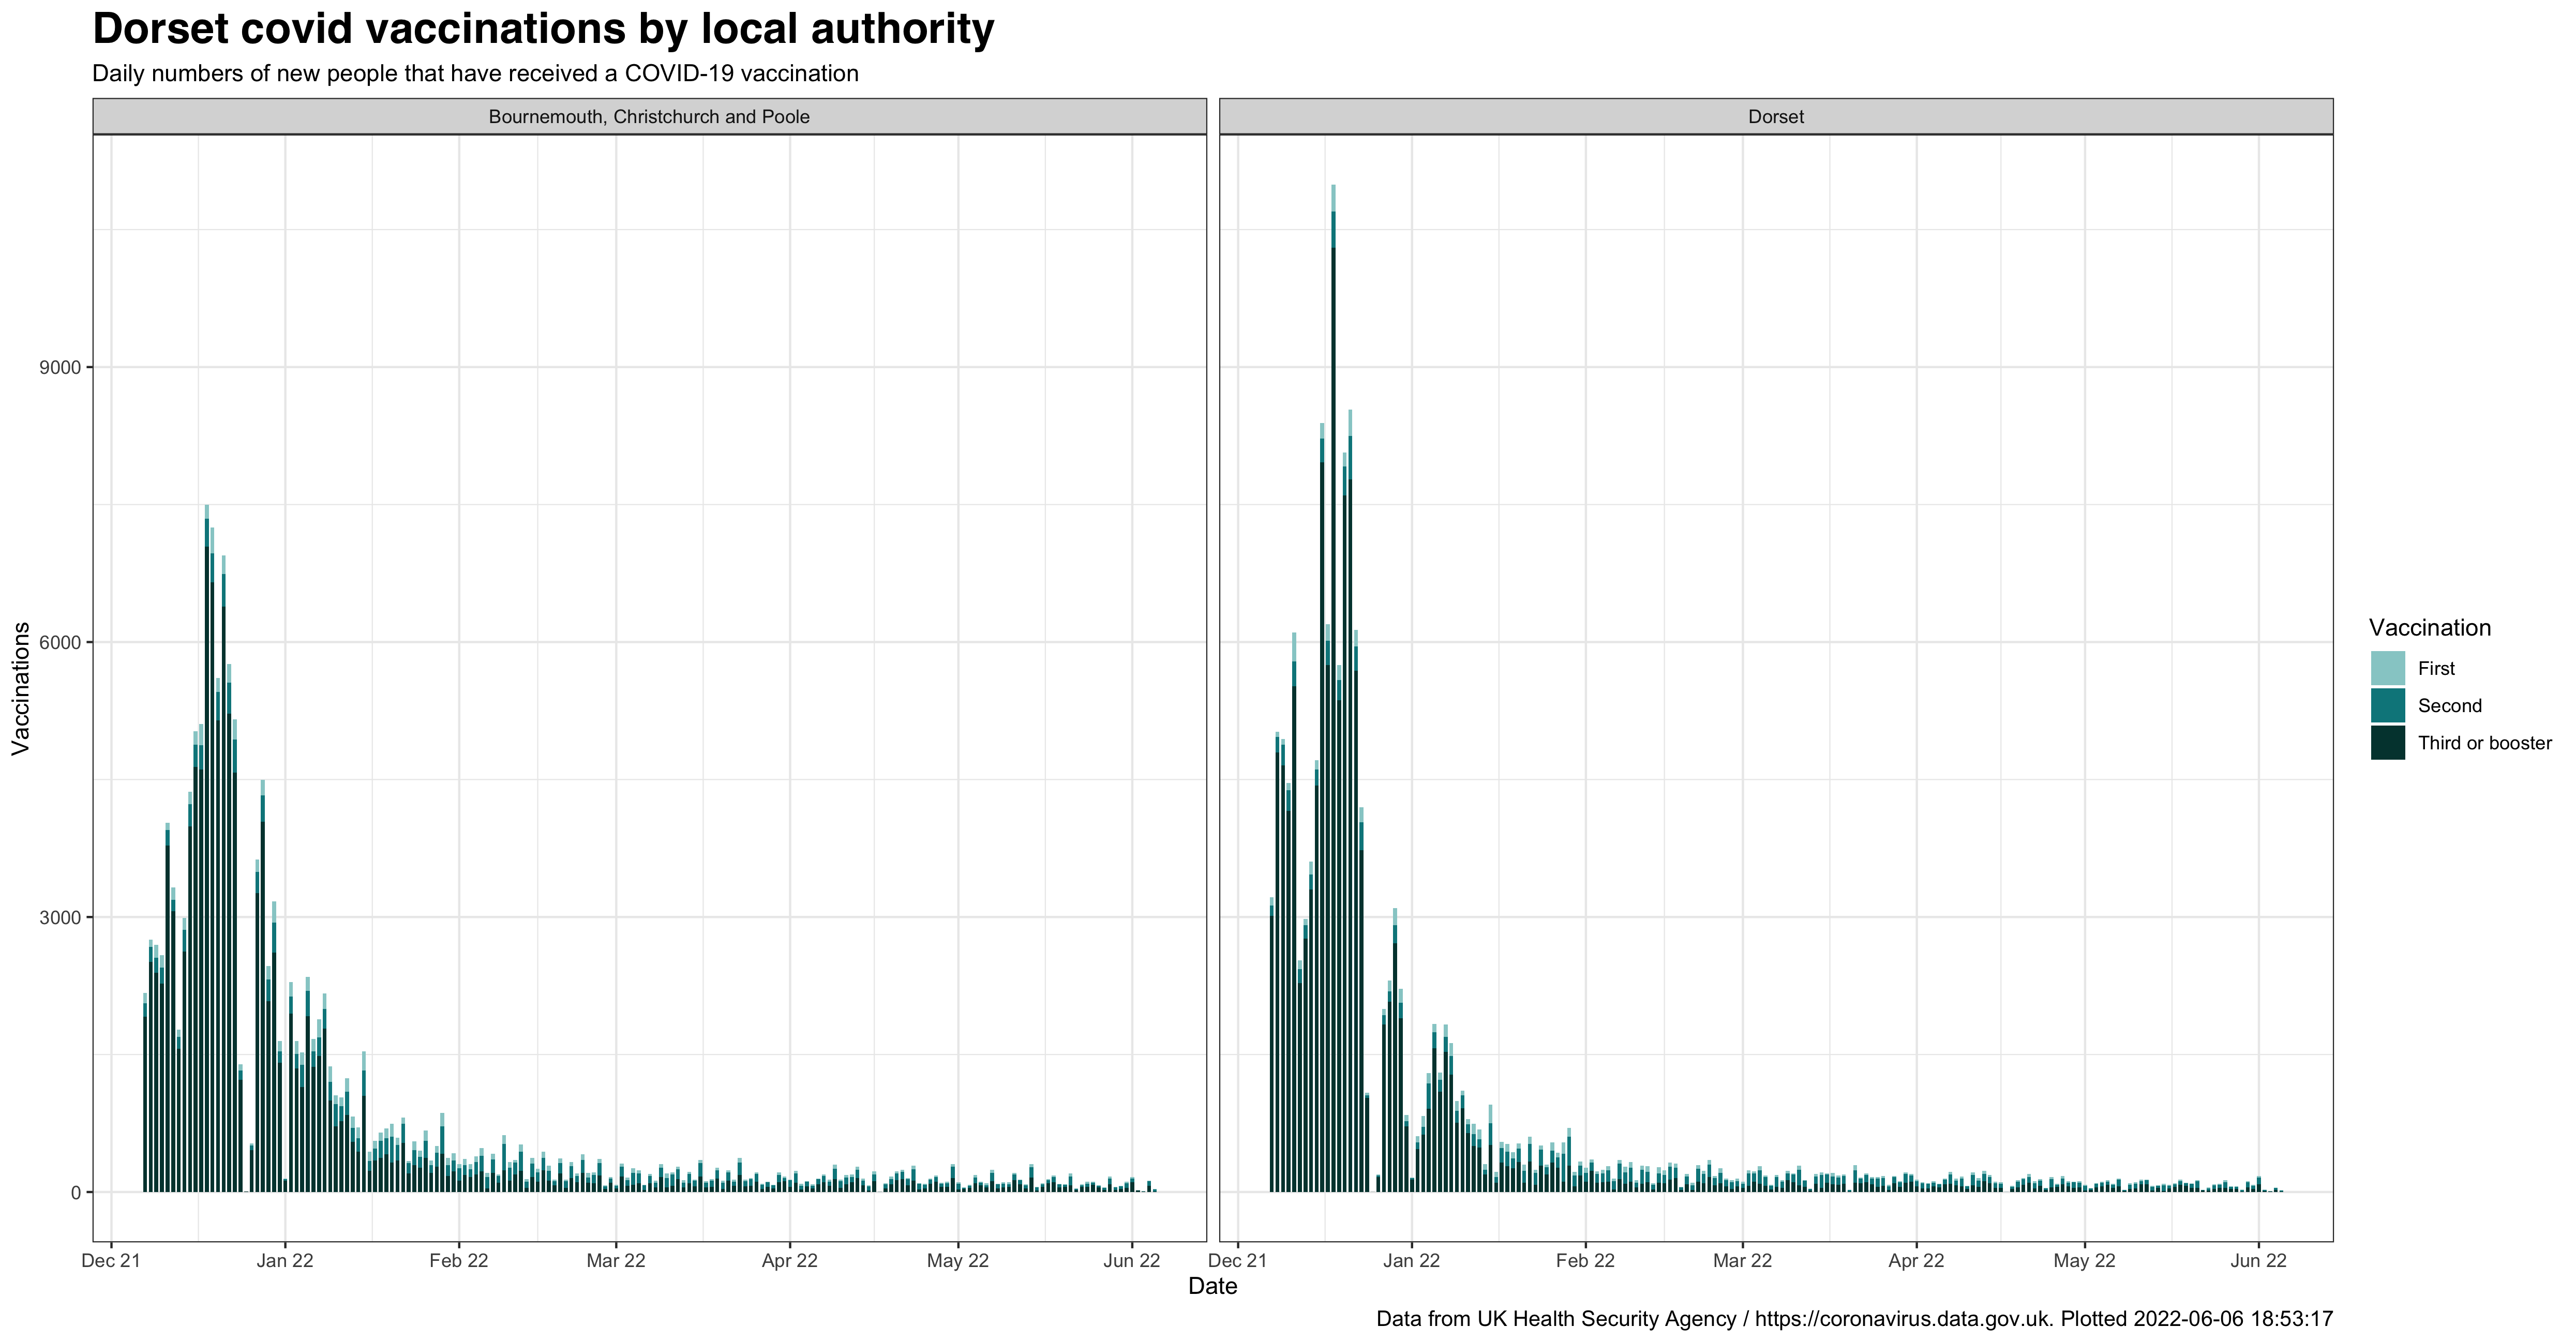 Dorset covid vaccinations by local authority
Daily numbers of new people that have received a COVID-19 vaccination
Bournemouth, Christchurch and Poole
Dorset
Vaccinations
9000
6000
3000
0
Dec 21 Jan 22 Feb 22 Mar 22 Apr 22 May 22 Jun 22
Dec 21 Jan 22 Feb 22 Mar 22 Apr 22 May 22 Jun 22
Date
Vaccination
First
Second
Third or booster
Data from UK Health Security Agency / https://coronavirus.data.gov.uk. Plotted 2022-06-06 18:53:17